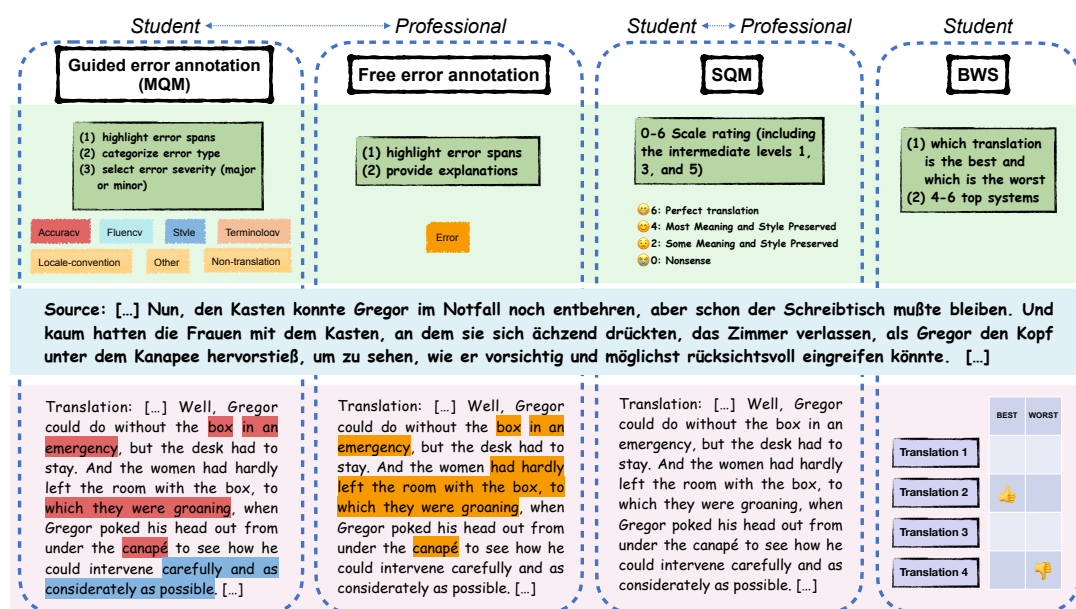 Student
Professional
Student
Professional
Student
Guided error annotation
(MQM)
Free error annotation
SQM
BWS
(1) highlight error spans
(2) categorize error type
(3) select error severity (major
or minor)
(1) highlight error spans
(2) provide explanations
0-6 Scale rating (including
the intermediate levels 1,
3, and 5)
(1) which translation
is the best and
which is the worst
(2) 4-6 top systems
Accuracy
Fluency
Style
Terminology
Locale-convention
Other
Non-translation
Error
6: Perfect translation
4: Most Meaning and Style Preserved
2: Some Meaning and Style Preserved
0: Nonsense
Source: […] Nun, den Kasten konnte Gregor im Notfall noch entbehren, aber schon der Schreibtisch mußte bleiben. Und
kaum hatten die Frauen mit dem Kasten, an dem sie sich ächzend drückten, das Zimmer verlassen, als Gregor den Kopf
unter dem Kanapee hervorstieß, um zu sehen, wie er vorsichtig und möglichst rücksichtsvoll eingreifen könnte. […]
Translation: […] Well, Gregor
could do without the box in an
emergency, but the desk had to
stay. And the women had hardly
left the room with the box, to
which they were groaning, when
Gregor poked his head out from
under the canapé to see how he
could intervene carefully and as
considerately as possible. […]
Translation: […] Well, Gregor
could do without the box in an
emergency, but the desk had to
stay. And the women had hardly
left the room with the box, to
which they were groaning, when
Gregor poked his head out from
under the canapé to see how he
could intervene carefully and as
considerately as possible. […]
Translation: […] Well, Gregor
could do without the box in an
emergency, but the desk had to
stay. And the women had hardly
left the room with the box, to
which they were groaning, when
Gregor poked his head out from
under the canapé to see how he
could intervene carefully and as
considerately as possible. […]
BEST
WORST
Translation 1
Translation 2
Translation 3
Translation 4